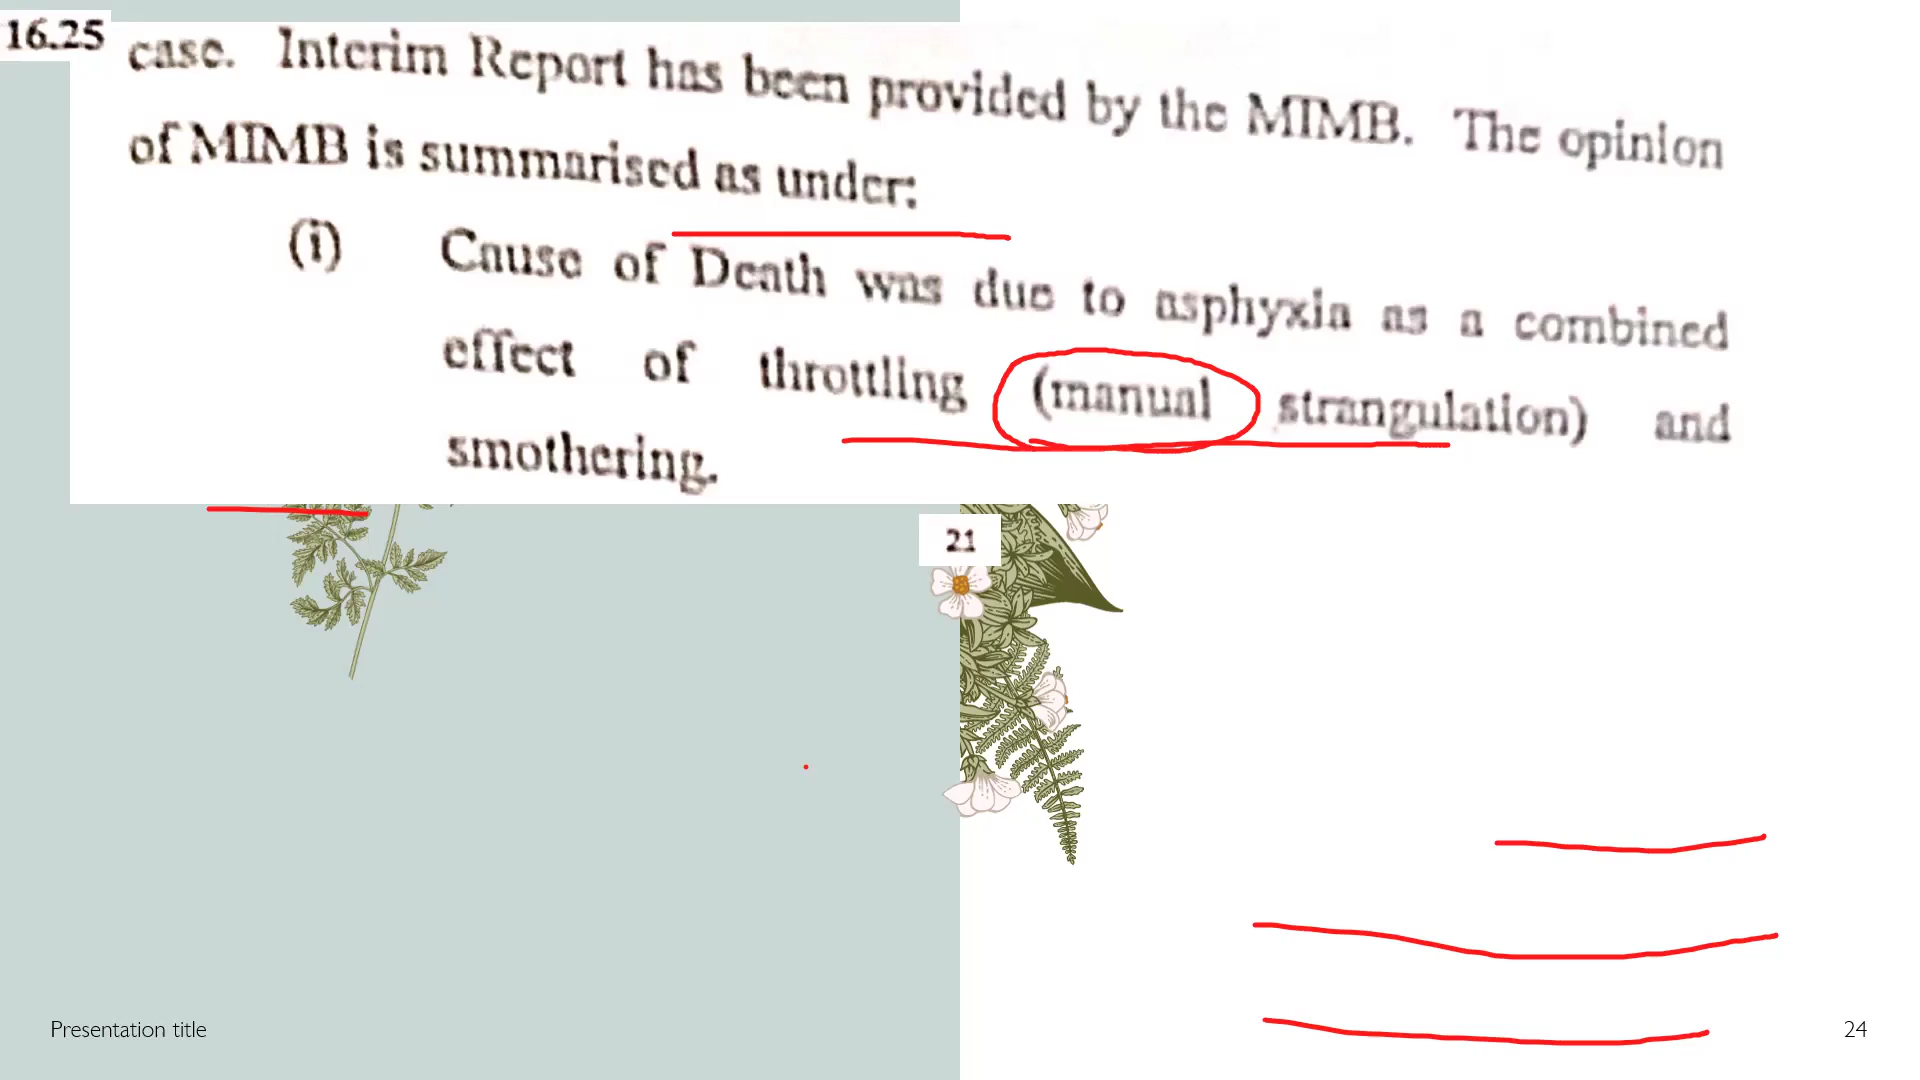 16.25
case. Interim Report has been provided by the MIMB. The opinion
of MIMB is summarised as under:
(i) Cause of Death was due to asphyxia as a combined
effect of throttling (manual strangulation) and
smothering.
21
Presentation title
24